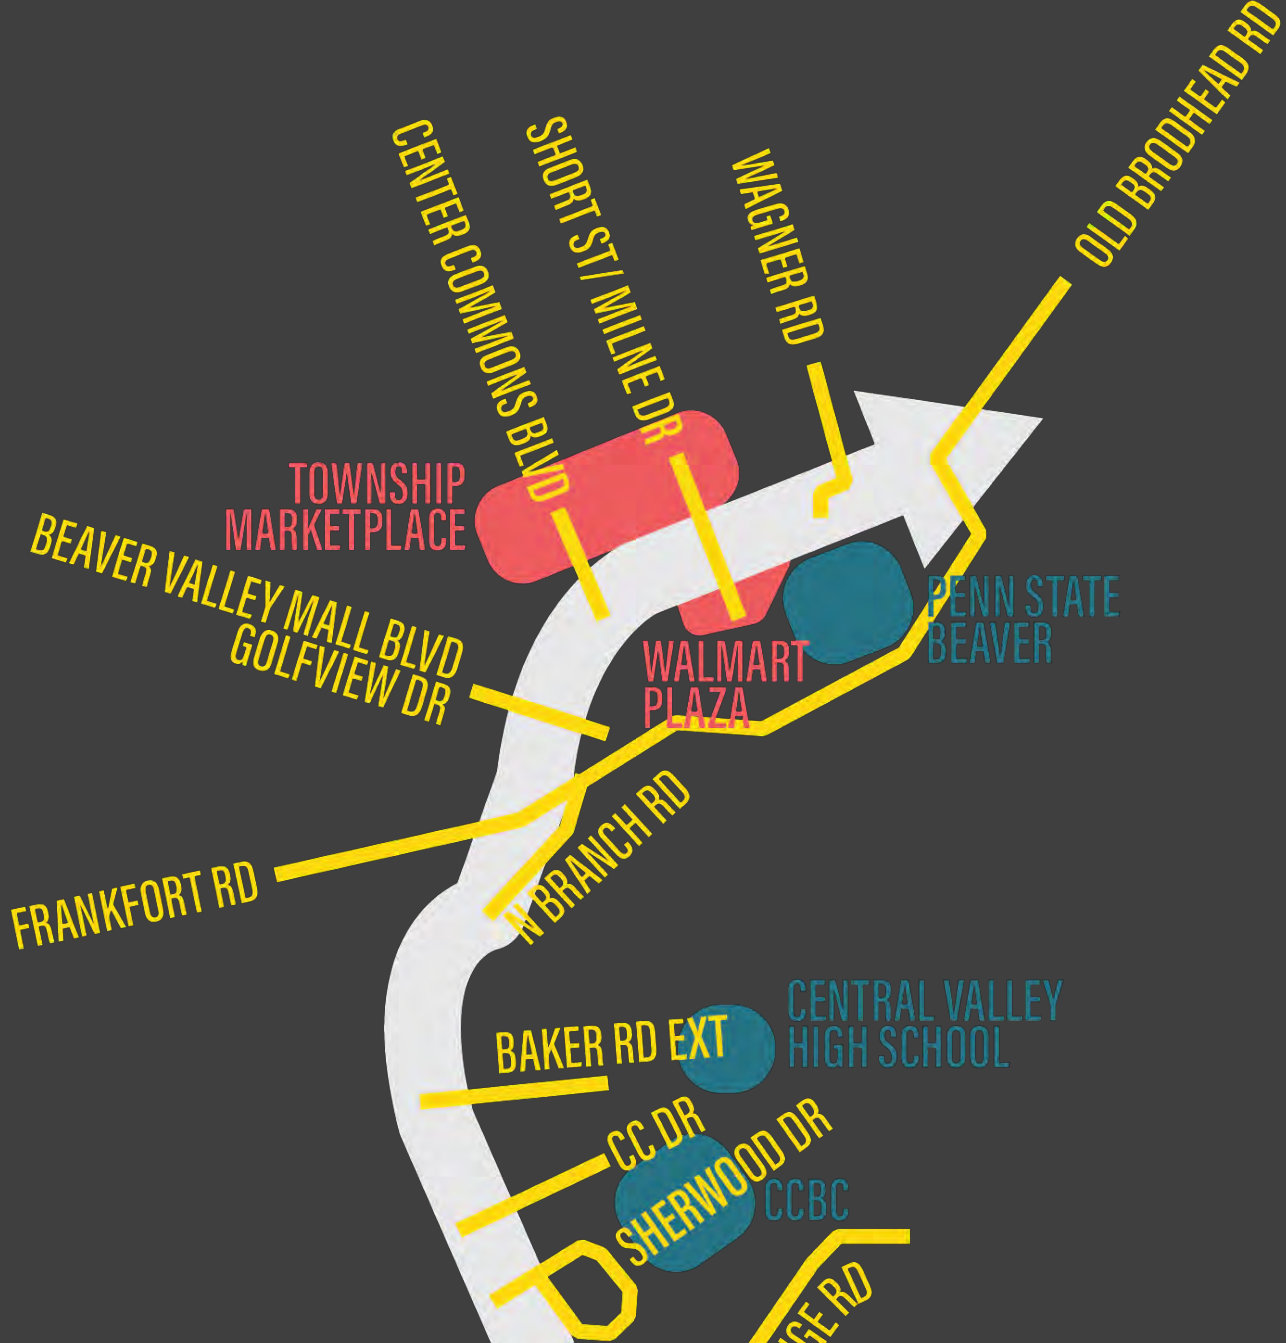 OLD BRODHEAD RD
CENTER COMMONS BLVD
SHORT ST/ MILNE DR
WAGNER RD
TOWNSHIP
MARKETPLACE
BEAVER VALLEY MALL BLVD
GOLFVIEW DR
PENN STATE
BEAVER
WALMART
PLAZA
N BRANCH RD
FRANKFORT RD
CENTRAL VALLEY
HIGH SCHOOL
BAKER RD EXT
CC DR
SHERWOOD DR
CCBC
RD